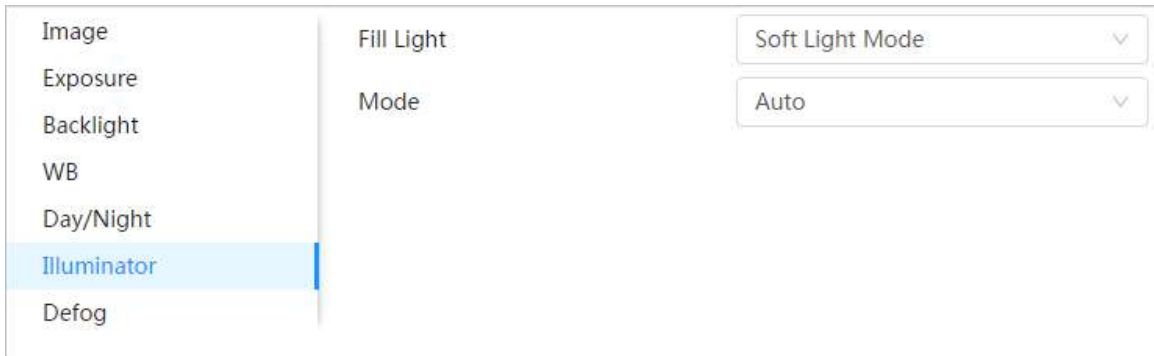 Image
Exposure
Backlight
WB
Day/Night
Illuminator
Defog
Fill Light
Soft Light Mode
Mode
Auto